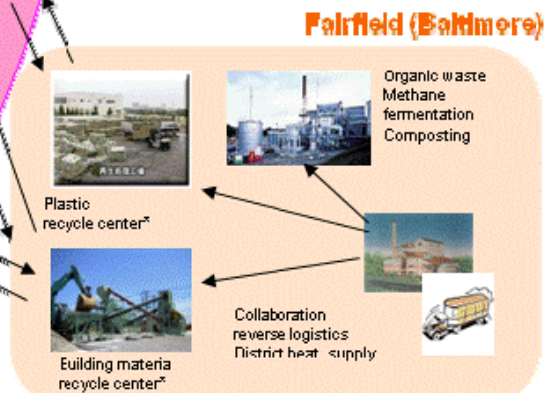 Fairfield (Baltimore)
Organic waste
Methane
fermentation
Composting
Plastic
recycle center*
Collaboration
reverse logistics
District heat supply
Building materia
recycle center*